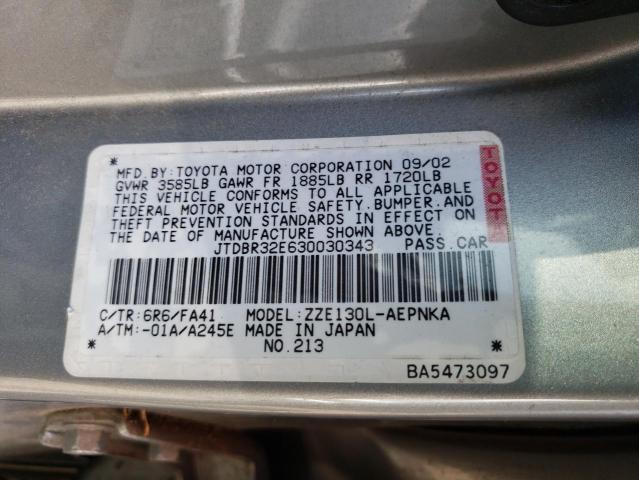 MFD. BY: TOYOTA MOTOR CORPORATION 09/02
GVWR 3585LB GAWR FR 1885LB RR 1720LB
THIS VEHICLE CONFORMS TO ALL APPLICABLE
FEDERAL MOTOR VEHICLE SAFETY, BUMPER, AND
THEFT PREVENTION STANDARDS IN EFFECT ON
THE DATE OF MANUFACTURE SHOWN ABOVE.
JTDBR32E630030343 PASS. CAR
TOYOTA
C/TR: 6R6/FA41 MODEL: ZZE130L-AEPNKA
A/TM: -01A/A245E MADE IN JAPAN
* NO. 213 *
BA5473097